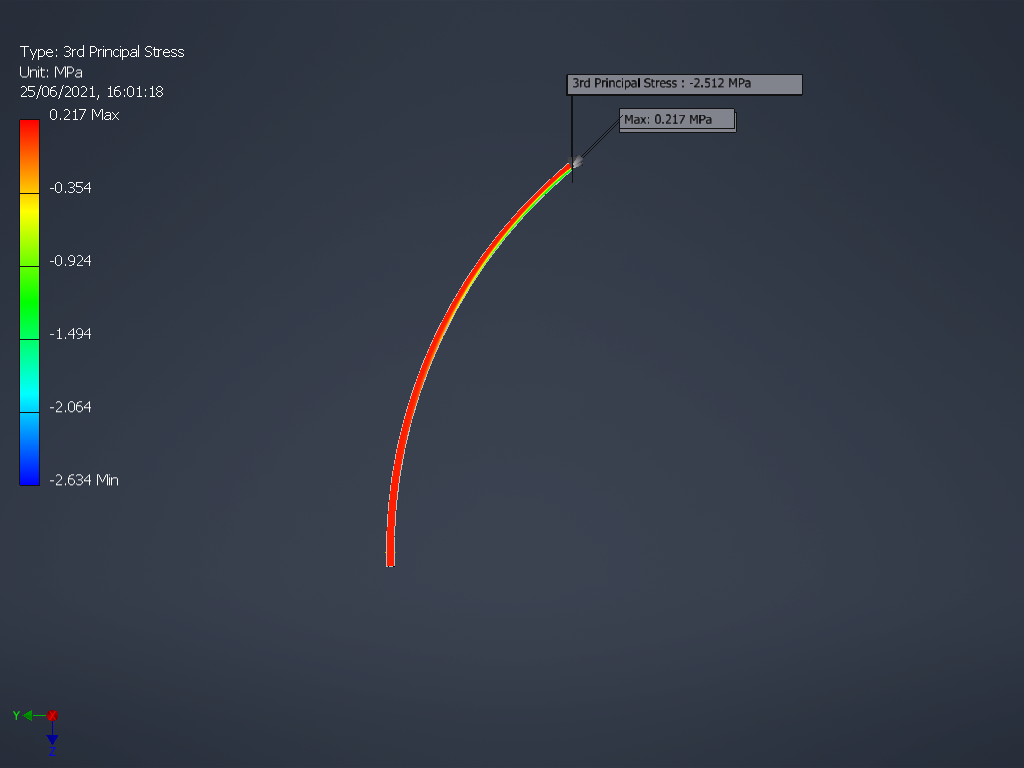 Type: 3rd Principal Stress
Unit: MPa
25/06/2021, 16:01:18
0.217 Max
-0.354
-0.924
-1.494
-2.064
-2.634 Min
3rd Principal Stress : -2.512 MPa
Max: 0.217 MPa
Y
X
Z